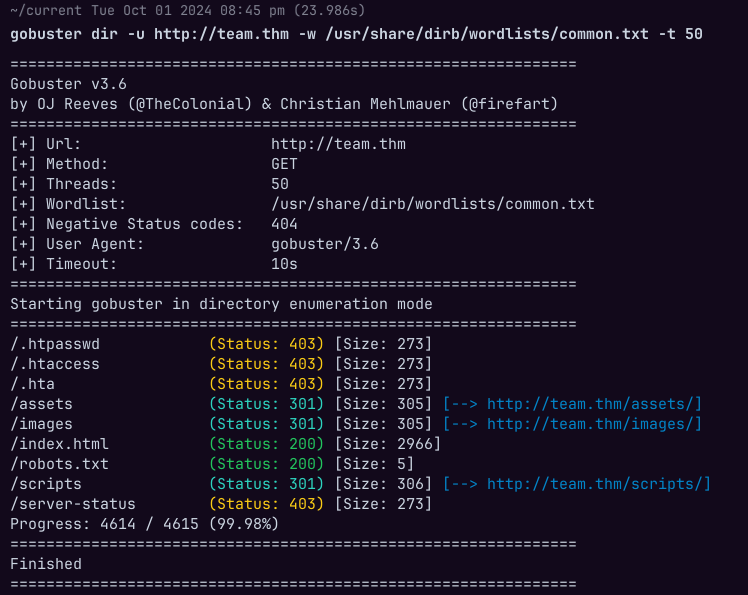 ~/current Tue Oct 01 2024 08:45 pm (23.986s)
gobuster dir -u http://team.thm -w /usr/share/dirb/wordlists/common.txt -t 50
===============================================================
Gobuster v3.6
by OJ Reeves (@TheColonial) & Christian Mehlmauer (@firefart)
===============================================================
[+] Url:                     http://team.thm
[+] Method:                  GET
[+] Threads:                 50
[+] Wordlist:                /usr/share/dirb/wordlists/common.txt
[+] Negative Status codes:   404
[+] User Agent:              gobuster/3.6
[+] Timeout:                 10s
===============================================================
Starting gobuster in directory enumeration mode
===============================================================
/.htpasswd            (Status: 403) [Size: 273]
/.htaccess            (Status: 403) [Size: 273]
/.hta                 (Status: 403) [Size: 273]
/assets               (Status: 301) [Size: 305] [--> http://team.thm/assets/]
/images               (Status: 301) [Size: 305] [--> http://team.thm/images/]
/index.html           (Status: 200) [Size: 2966]
/robots.txt           (Status: 200) [Size: 5]
/scripts              (Status: 301) [Size: 306] [--> http://team.thm/scripts/]
/server-status        (Status: 403) [Size: 273]
Progress: 4614 / 4615 (99.98%)
===============================================================
Finished
===============================================================